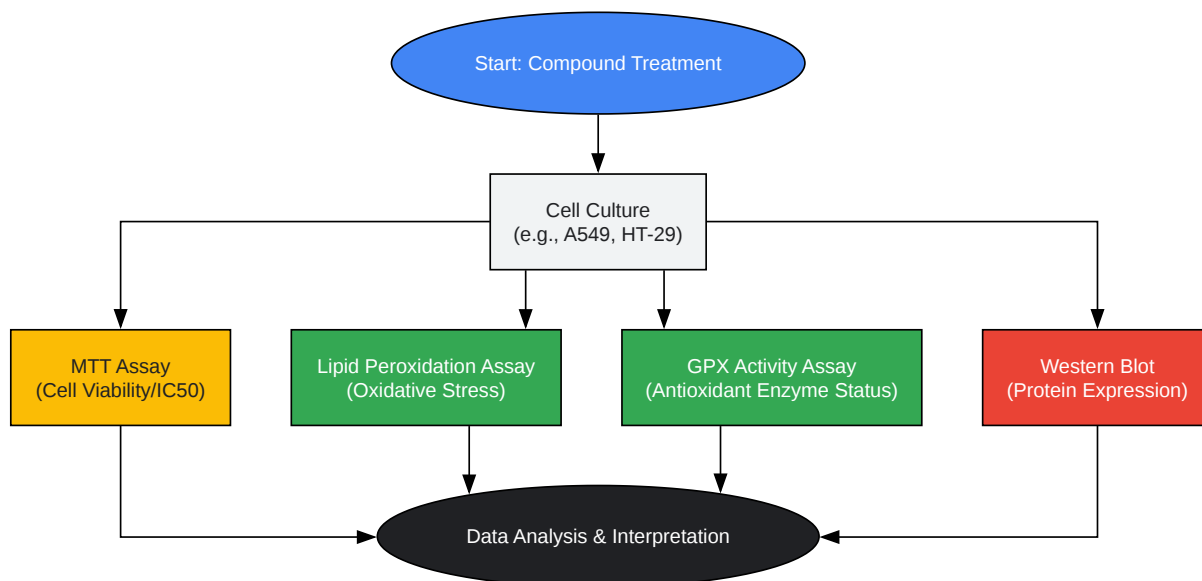 Start: Compound Treatment
Cell Culture
(e.g., A549, HT-29)
MTT Assay
(Cell Viability/IC50)
Lipid Peroxidation Assay
(Oxidative Stress)
GPX Activity Assay
(Antioxidant Enzyme Status)
Western Blot
(Protein Expression)
Data Analysis & Interpretation